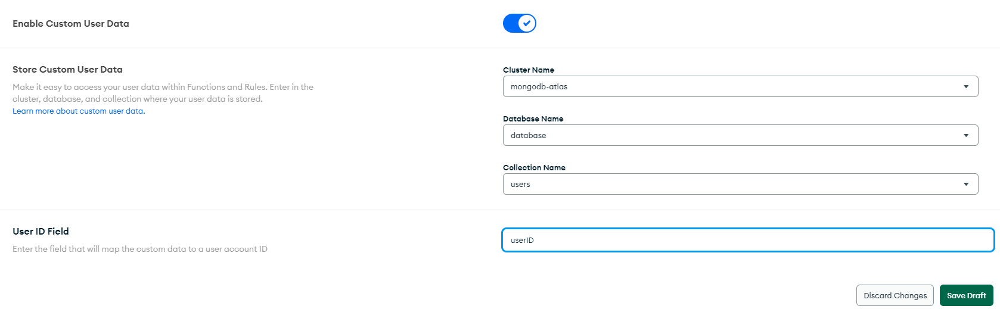 Enable Custom User Data
Store Custom User Data
Make it easy to access your user data within Functions and Rules. Enter in the
cluster, database, and collection where your user data is stored.
Learn more about custom user data.
Cluster Name
mongodb-atlas
Database Name
database
Collection Name
users
User ID Field
Enter the field that will map the custom data to a user account ID
userID
Discard Changes
Save Draft